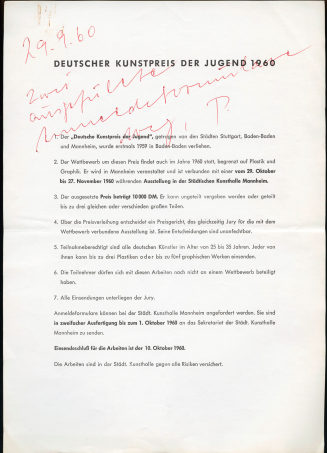 29.9.60
DEUTSCHER KUNSTPREIS DER JUGEND 1960
zwei
ausgefüllte
Anmeldeformulare
weg. P.
1. Der „Deutsche Kunstpreis der Jugend", getragen von den Städten Stuttgart, Baden-Baden
und Mannheim, wurde erstmals 1959 in Baden-Baden verliehen.
2. Der Wettbewerb um diesen Preis findet auch im Jahre 1960 statt, begrenzt auf Plastik und
Graphik. Er wird in Mannheim veranstaltet und ist verbunden mit einer vom 29. Oktober
bis 27. November 1960 währenden Ausstellung in der Städtischen Kunsthalle Mannheim.
3. Der ausgesetzte Preis beträgt 10 000 DM. Er kann ungeteilt vergeben werden oder geteilt
bis zu drei gleichen oder verschieden großen Teilen.
4. Über die Preisverleihung entscheidet ein Preisgericht, das gleichzeitig Jury für die mit dem
Wettbewerb verbundene Ausstellung ist. Seine Entscheidungen sind unanfechtbar.
5. Teilnahmeberechtigt sind alle deutschen Künstler im Alter von 25 bis 35 Jahren. Jeder von
ihnen kann bis zu drei Plastiken oder bis zu fünf graphischen Werken einsenden.
6. Die Teilnehmer dürfen sich mit diesen Arbeiten noch nicht an einem Wettbewerb beteiligt
haben.
7. Alle Einsendungen unterliegen der Jury.
Anmeldeformulare können bei der Städt. Kunsthalle Mannheim angefordert werden. Sie sind
in zweifacher Ausfertigung bis zum 1. Oktober 1960 an das Sekretariat der Städt. Kunsthalle
Mannheim zu senden.
Einsendeschluß für die Arbeiten ist der 10. Oktober 1960.
Die Arbeiten sind in der Städt. Kunsthalle gegen alle Risiken versichert.